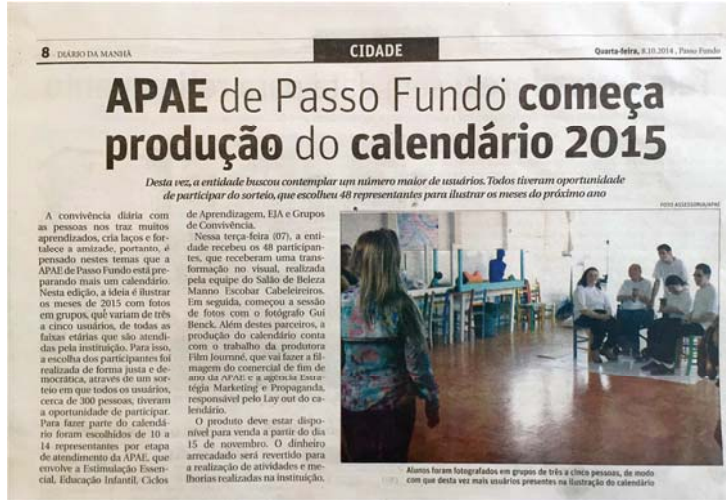 8 - DIÁRIO DA MANHÃ
CIDADE
Quarta-feira, 8.10.2014, Passo Fundo
APAE de Passo Fundo começa
produção do calendário 2015
Desta vez, a entidade buscou contemplar um número maior de usuários. Todos tiveram oportunidade
de participar do sorteio, que escolheu 48 representantes para ilustrar os meses do próximo ano
FOTO ASSESSORIA/APAE
A convivência diária com
as pessoas nos traz muitos
aprendizados, cria laços e for-
talece a amizade, portanto, é
pensado nestes temas que a
APAE de Passo Fundo está pre-
parando mais um calendário.
Nesta edição, a ideia é ilustrar
os meses de 2015 com fotos
em grupos, que variam de três
a cinco usuários, de todas as
faixas etárias que são atendi-
das pela instituição. Para isso,
a escolha dos participantes foi
realizada de forma justa e de-
mocrática, através de um sor-
teio em que todos os usuários,
cerca de 300 pessoas, tiveram
a oportunidade de participar.
Para fazer parte do calendá-
rio foram escolhidos de 10 a
14 representantes por etapa
de atendimento da APAE, que
envolve a Estimulação Essen-
cial, Educação Infantil, Ciclos
de Aprendizagem, EJA e Grupos
de Convivência.
Nessa terça-feira (07), a enti-
dade recebeu os 48 participan-
tes, que receberam uma trans-
formação no visual, realizada
pela equipe do Salão de Beleza
Manno Escobar Cabeleireiros.
Em seguida, começou a sessão
de fotos com o fotógrafo Gui
Benck. Além destes parceiros, a
produção do calendário conta
com o trabalho da produtora
Film Journné, que vai fazer a fil-
magem do comercial de fim de
ano da APAE e a agência Estra-
tégia Marketing e Propaganda,
responsável pelo Lay out do ca-
lendário.
O produto deve estar dispo-
nível para venda a partir do dia
15 de novembro. O dinheiro
arrecadado será revertido para
a realização de atividades e me-
lhorias realizadas na instituição.
Alunos foram fotografados em grupos de três a cinco pessoas, de modo
com que desta vez mais usuários presentes na ilustração do calendário